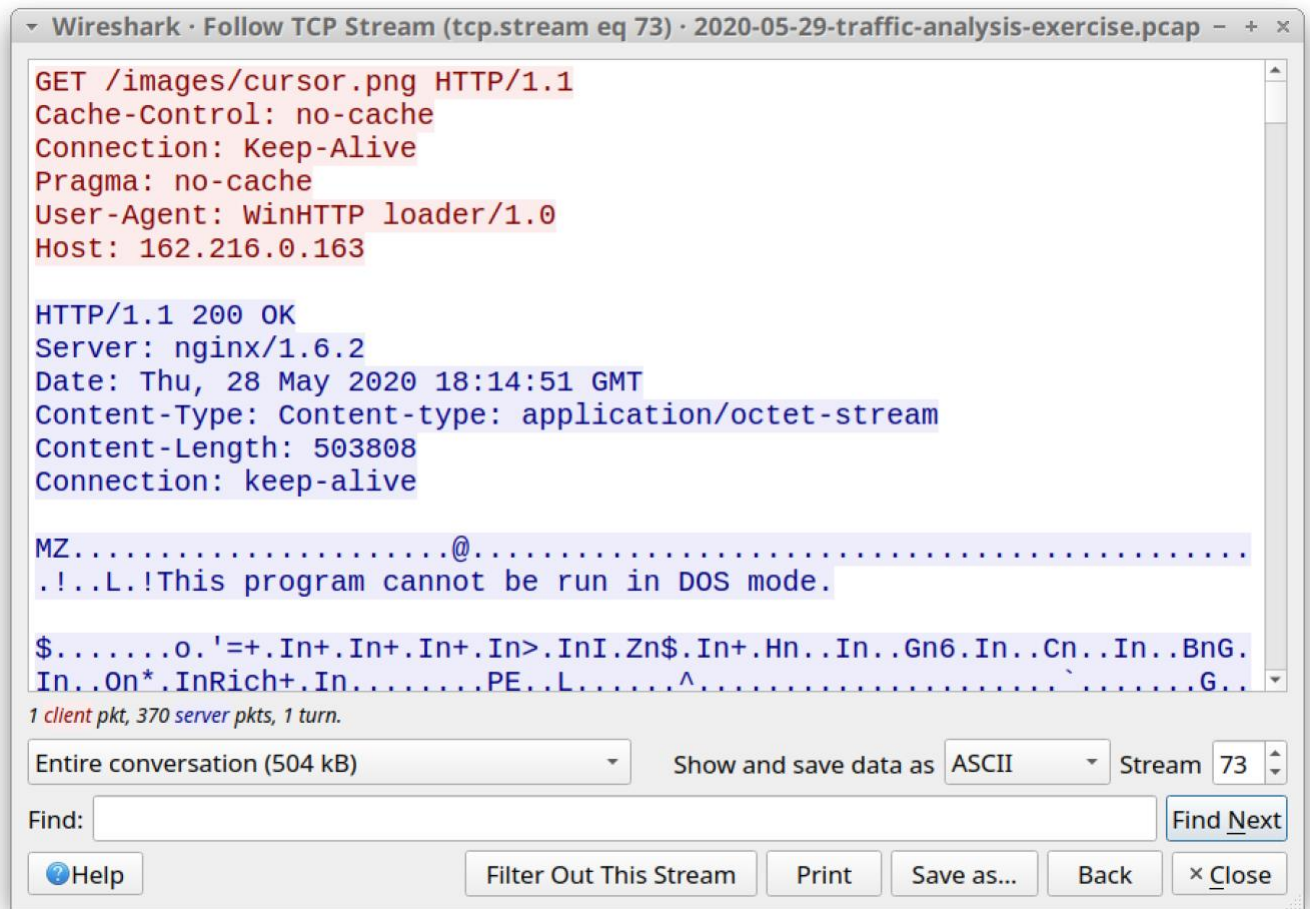 Wireshark · Follow TCP Stream (tcp.stream eq 73) · 2020-05-29-traffic-analysis-exercise.pcap
GET /images/cursor.png HTTP/1.1
Cache-Control: no-cache
Connection: Keep-Alive
Pragma: no-cache
User-Agent: WinHTTP loader/1.0
Host: 162.216.0.163
HTTP/1.1 200 OK
Server: nginx/1.6.2
Date: Thu, 28 May 2020 18:14:51 GMT
Content-Type: Content-type: application/octet-stream
Content-Length: 503808
Connection: keep-alive
MZ......................@.............................................
.!..L.!This program cannot be run in DOS mode.
$.......o.'=+.In+.In+.In+.In>.InI.Zn$.In+.Hn..In..Gn6.In..Cn..In..BnG.
In..On*.InRich+.In........PE..L......^.....................`.......G..
1 client pkt, 370 server pkts, 1 turn.
Entire conversation (504 kB) Show and save data as ASCII Stream 73
Find: Find Next
Help Filter Out This Stream Print Save as... Back × Close